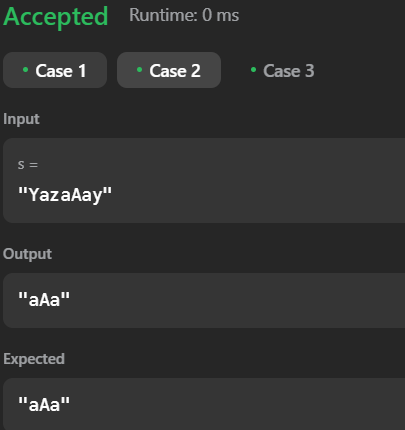 Accepted Runtime: 0 ms
Case 1 Case 2 Case 3
Input
s =
"YazaAay"
Output
"aAa"
Expected
"aAa"